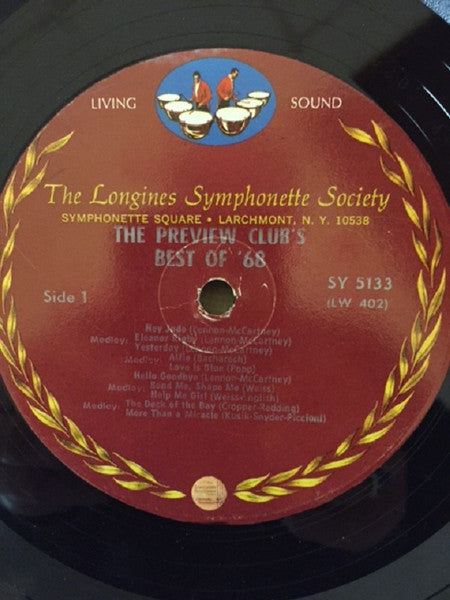 LIVING SOUND
The Longines Symphonette Society
SYMPHONETTE SQUARE • LARCHMONT, N. Y. 10538
THE PREVIEW CLUB'S
BEST OF '68
Side 1
SY 5133
(LW 402)
Hey Jude (Lennon-McCartney)
Medley: Eleanor Rigby (Lennon-McCartney)
Yesterday (Lennon-McCartney)
Medley: Alfie (Bacharach)
Love is Blue (Popp)
Hello Goodbye (Lennon-McCartney)
Medley: Bend Me, Shape Me (Weiss)
Help Me Girl (Weiss-English)
Medley: The Dock of the Bay (Cropper-Redding)
More Than a Miracle (Kusik-Snyder-Piccioni)